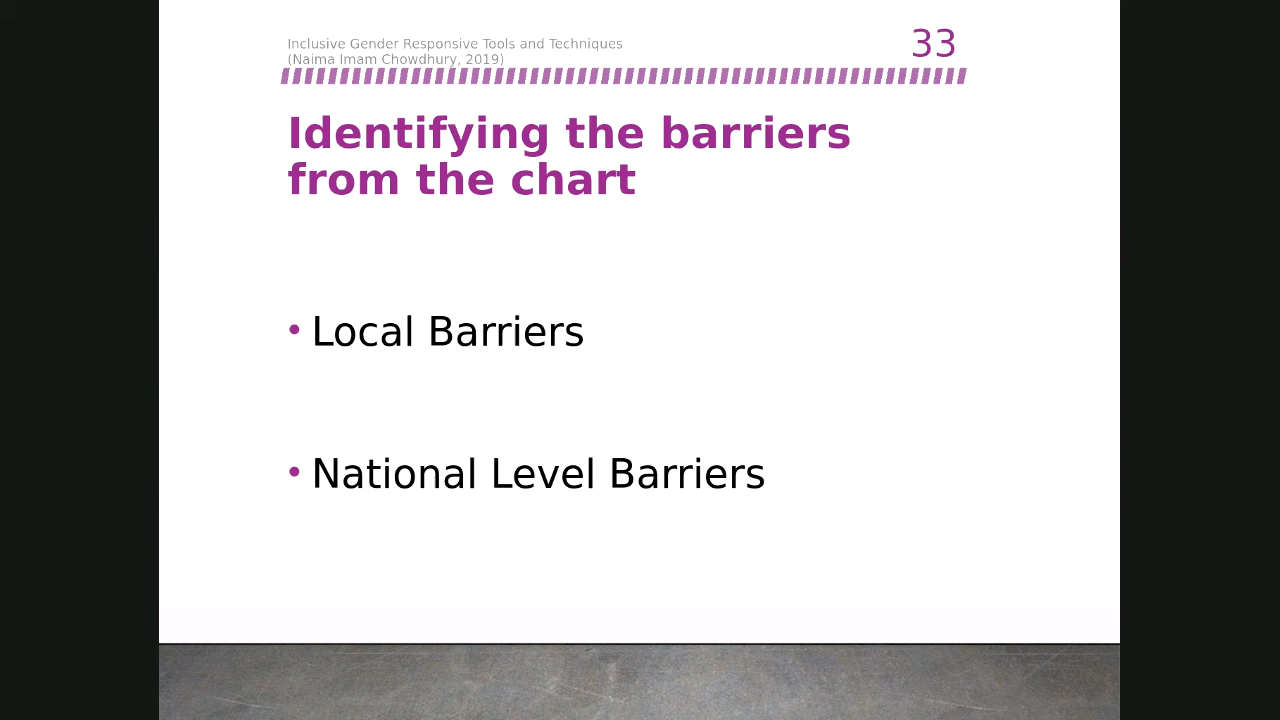 Inclusive Gender Responsive Tools and Techniques
(Naima Imam Chowdhury, 2019)
33
Identifying the barriers
from the chart
• Local Barriers
• National Level Barriers